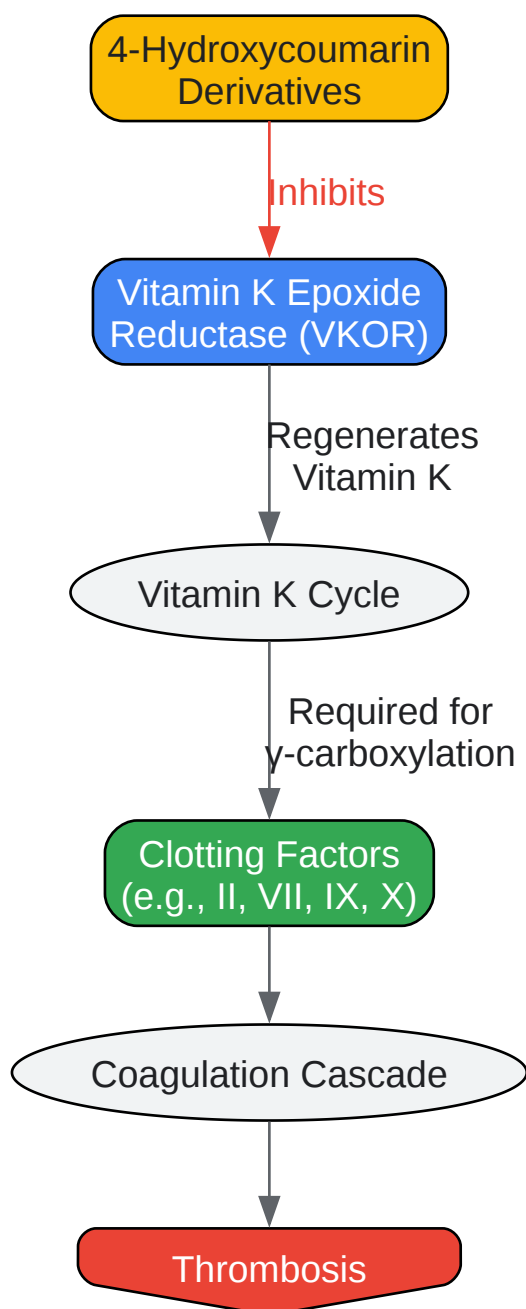 4-Hydroxycoumarin
Derivatives
Inhibits
Vitamin K Epoxide
Reductase (VKOR)
Regenerates
Vitamin K
Vitamin K Cycle
Required for
γ-carboxylation
Clotting Factors
(e.g., II, VII, IX, X)
Coagulation Cascade
Thrombosis